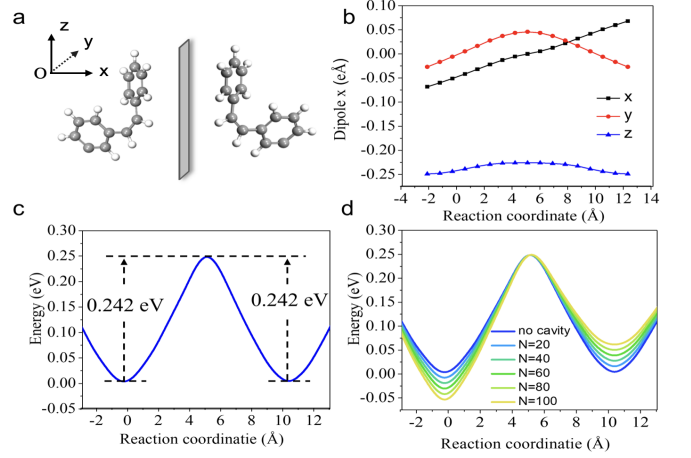 a
z
y
O
x
b
0.10
0.05
0.00
-0.05
-0.10
-0.15
-0.20
-0.25
Dipole x (eÅ)
x
y
z
-4 -2 0 2 4 6 8 10 12 14
Reaction coordinate (Å)
c
0.30
0.25
0.20
0.15
0.10
0.05
0.00
-0.05
Energy (eV)
0.242 eV
0.242 eV
-2 0 2 4 6 8 10 12
Reaction coordinatie (Å)
d
0.30
0.25
0.20
0.15
0.10
0.05
0.00
-0.05
Energy (eV)
no cavity
N=20
N=40
N=60
N=80
N=100
-2 0 2 4 6 8 10 12
Reaction coordinatie (Å)